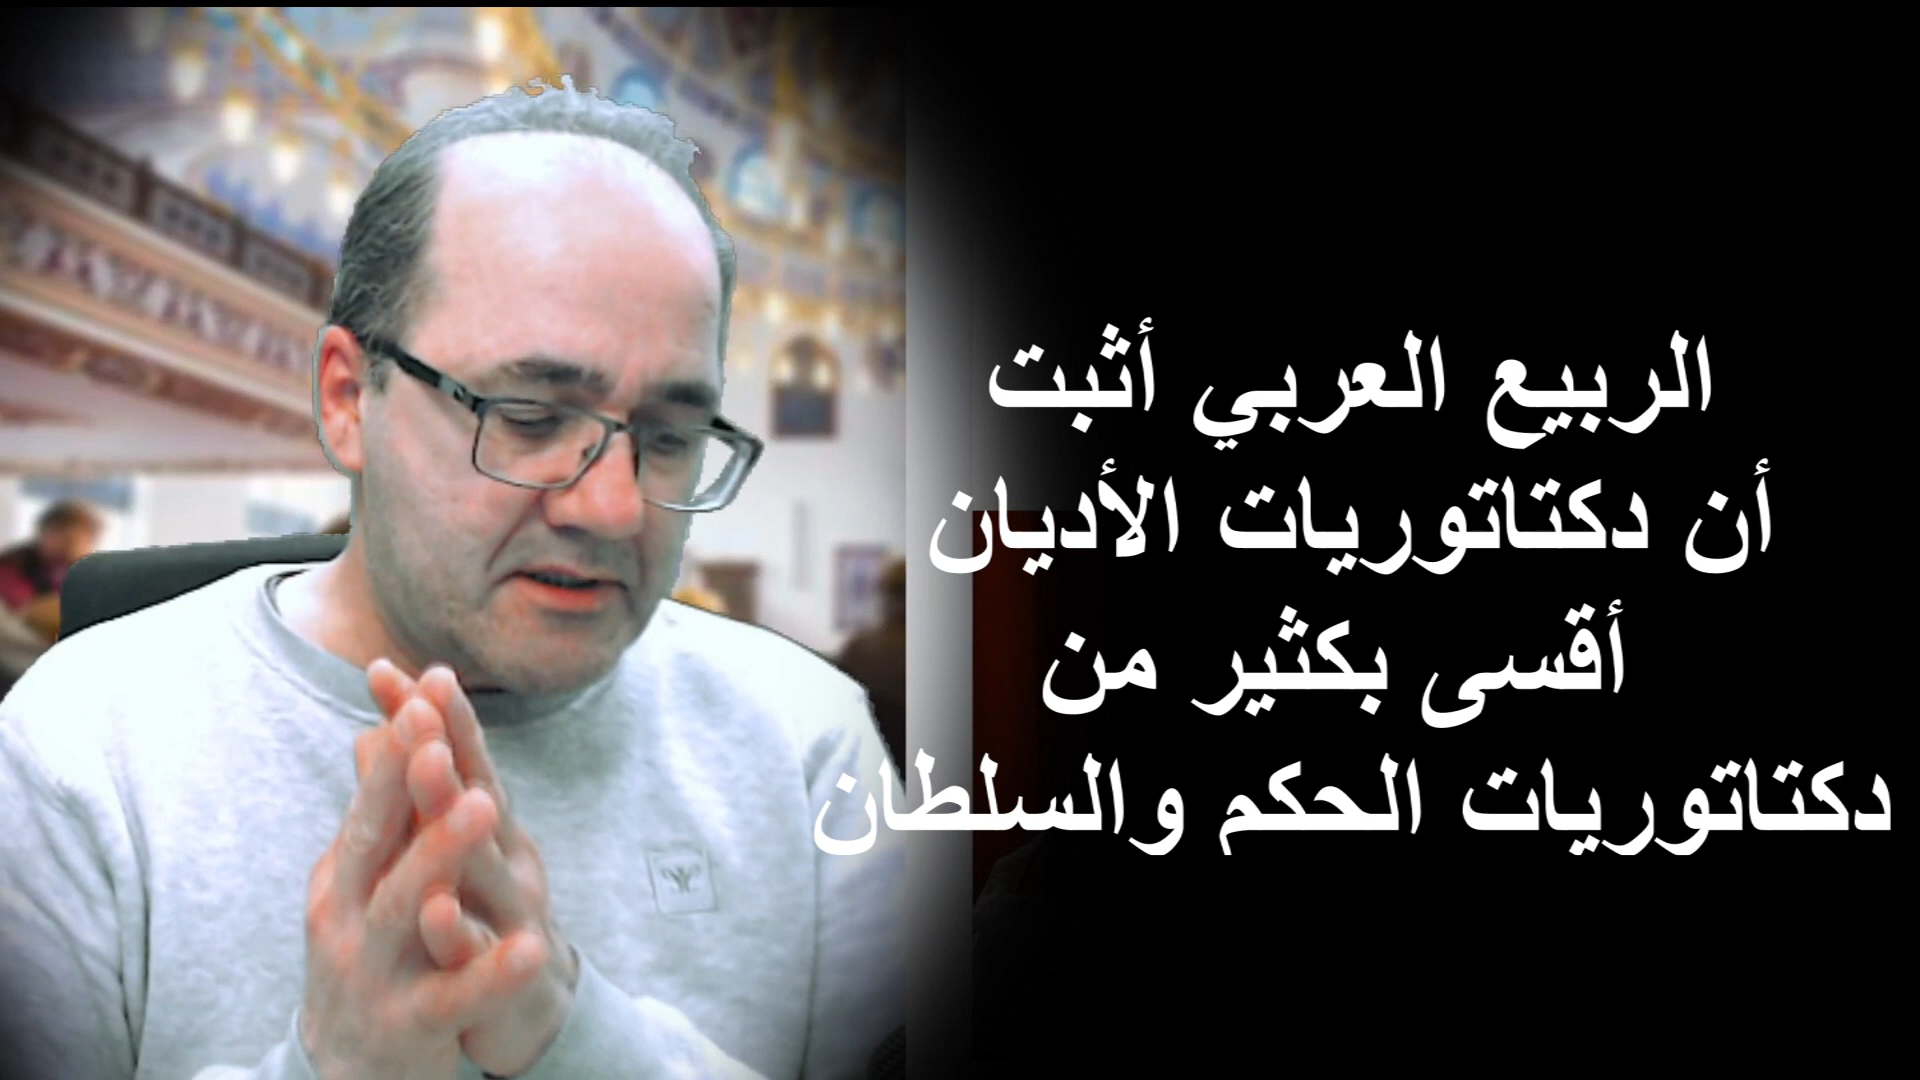 الربيع العربي أثبت
أن دكتاتوريات الأديان
أقسى بكثير من
دكتاتوريات الحكم والسلطان